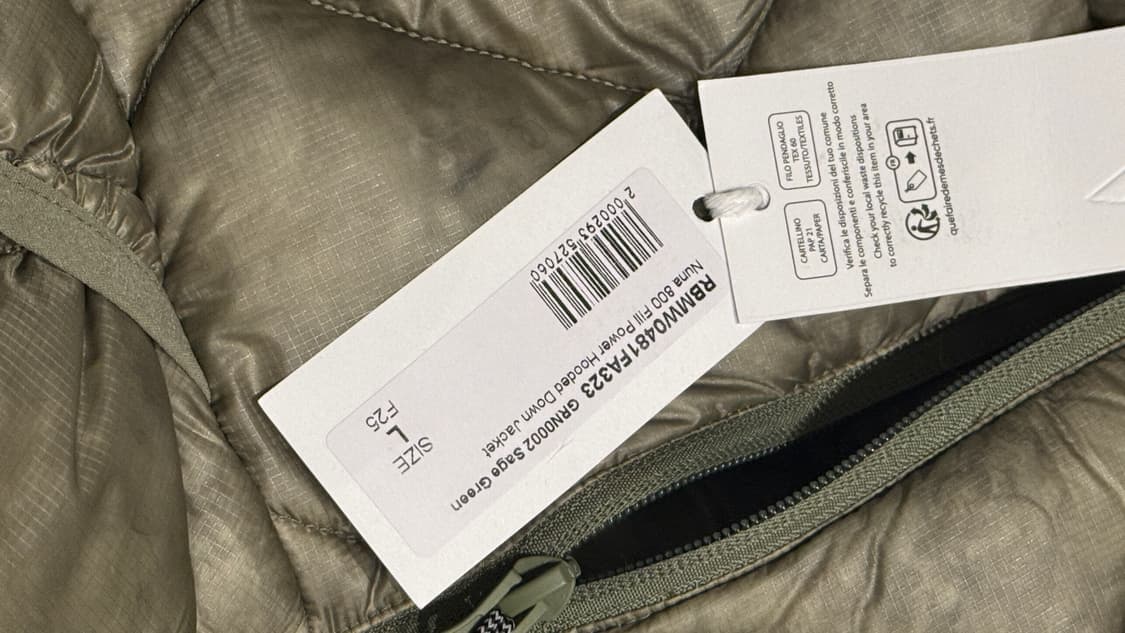 2 000293 527060
RBMW0481FA323 GRN0002 Sage Green
Nuna 800 Fill Power Hooded Down Jacket
SIZE
L
F25
CARTELLINO
PAP 21
CARTA/PAPER
FILO PENDAGLIO
TEX 60
TESSUTO/TEXTILES
Verifica le disposizioni del tuo comune
Separa le componenti e conferiscile in modo corretto
Check your local waste dispositions
to correctly recycle this item in your area
FR
quefairedemesdechets.fr